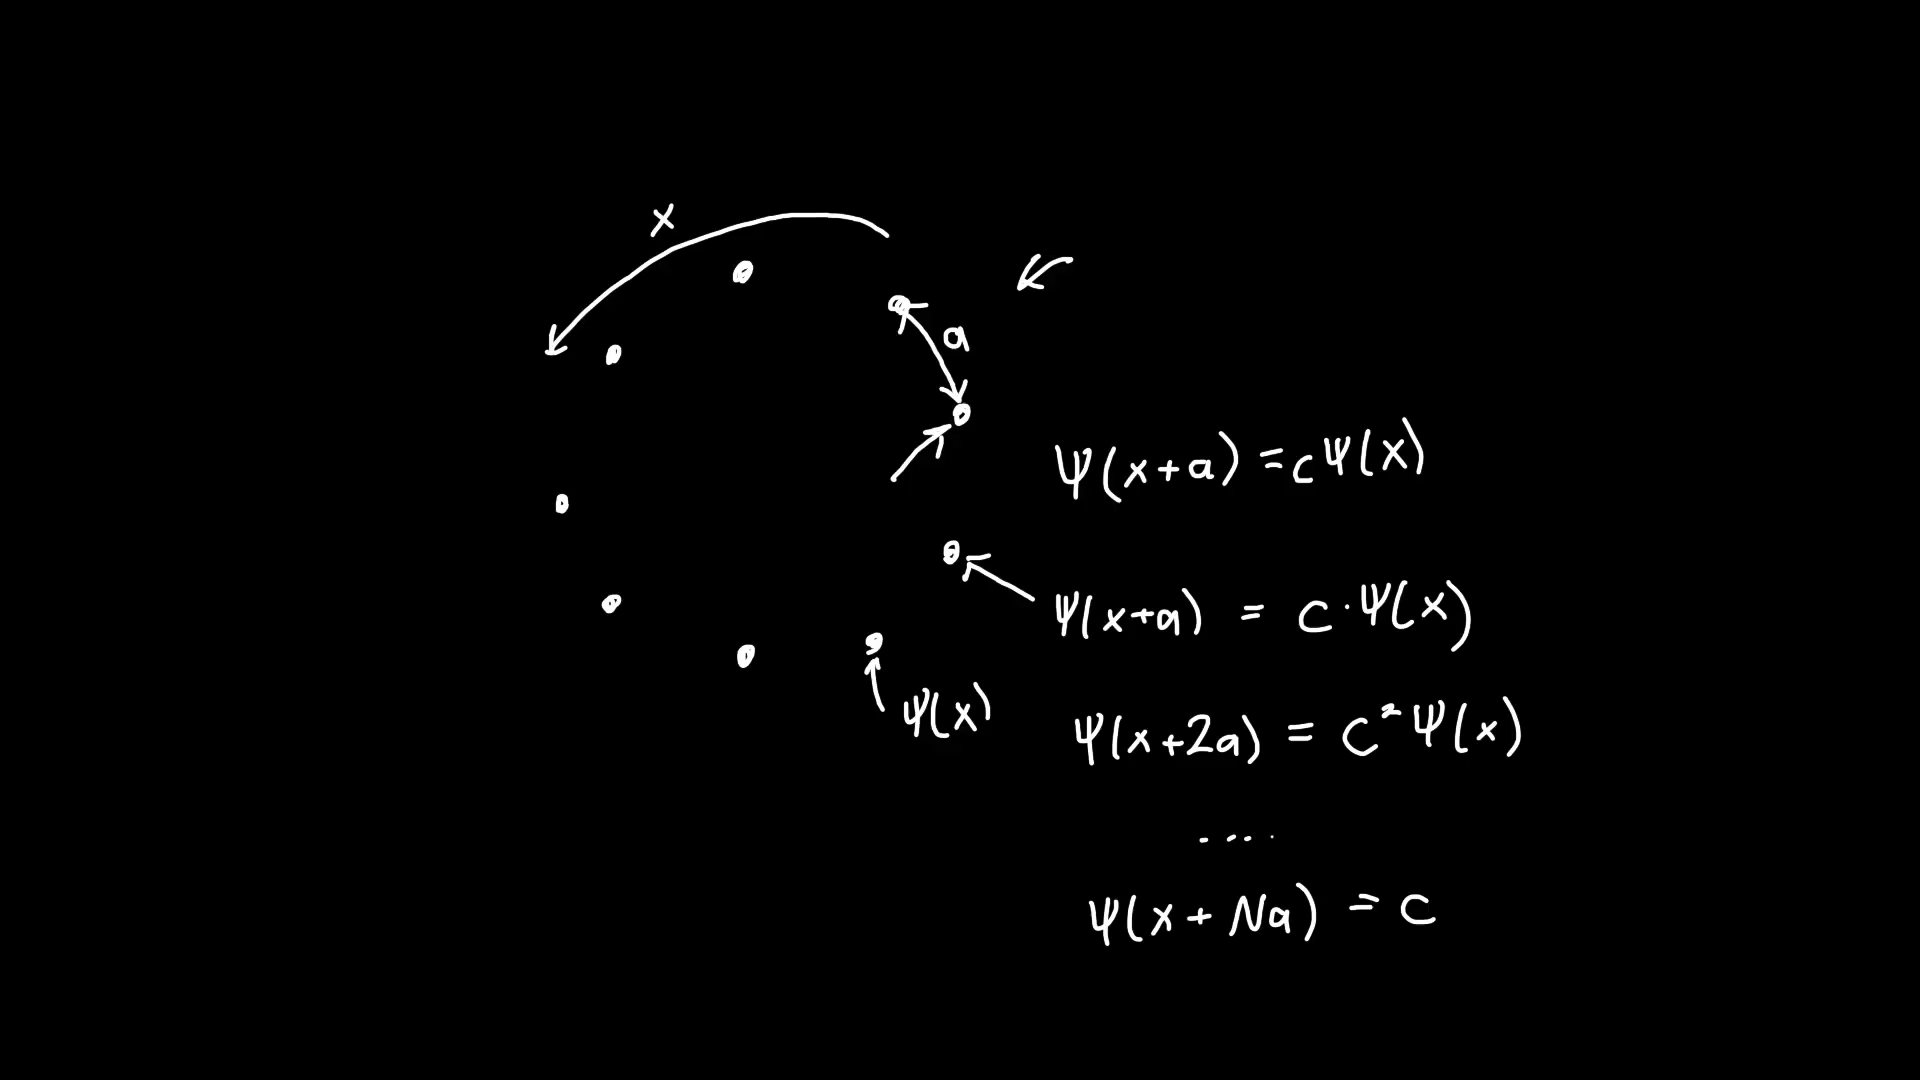 x
a
Ψ(x+a) = cΨ(x)
Ψ(x+a) = c·Ψ(x)
Ψ(x)
Ψ(x+2a) = c²Ψ(x)
....
Ψ(x + Na) = c